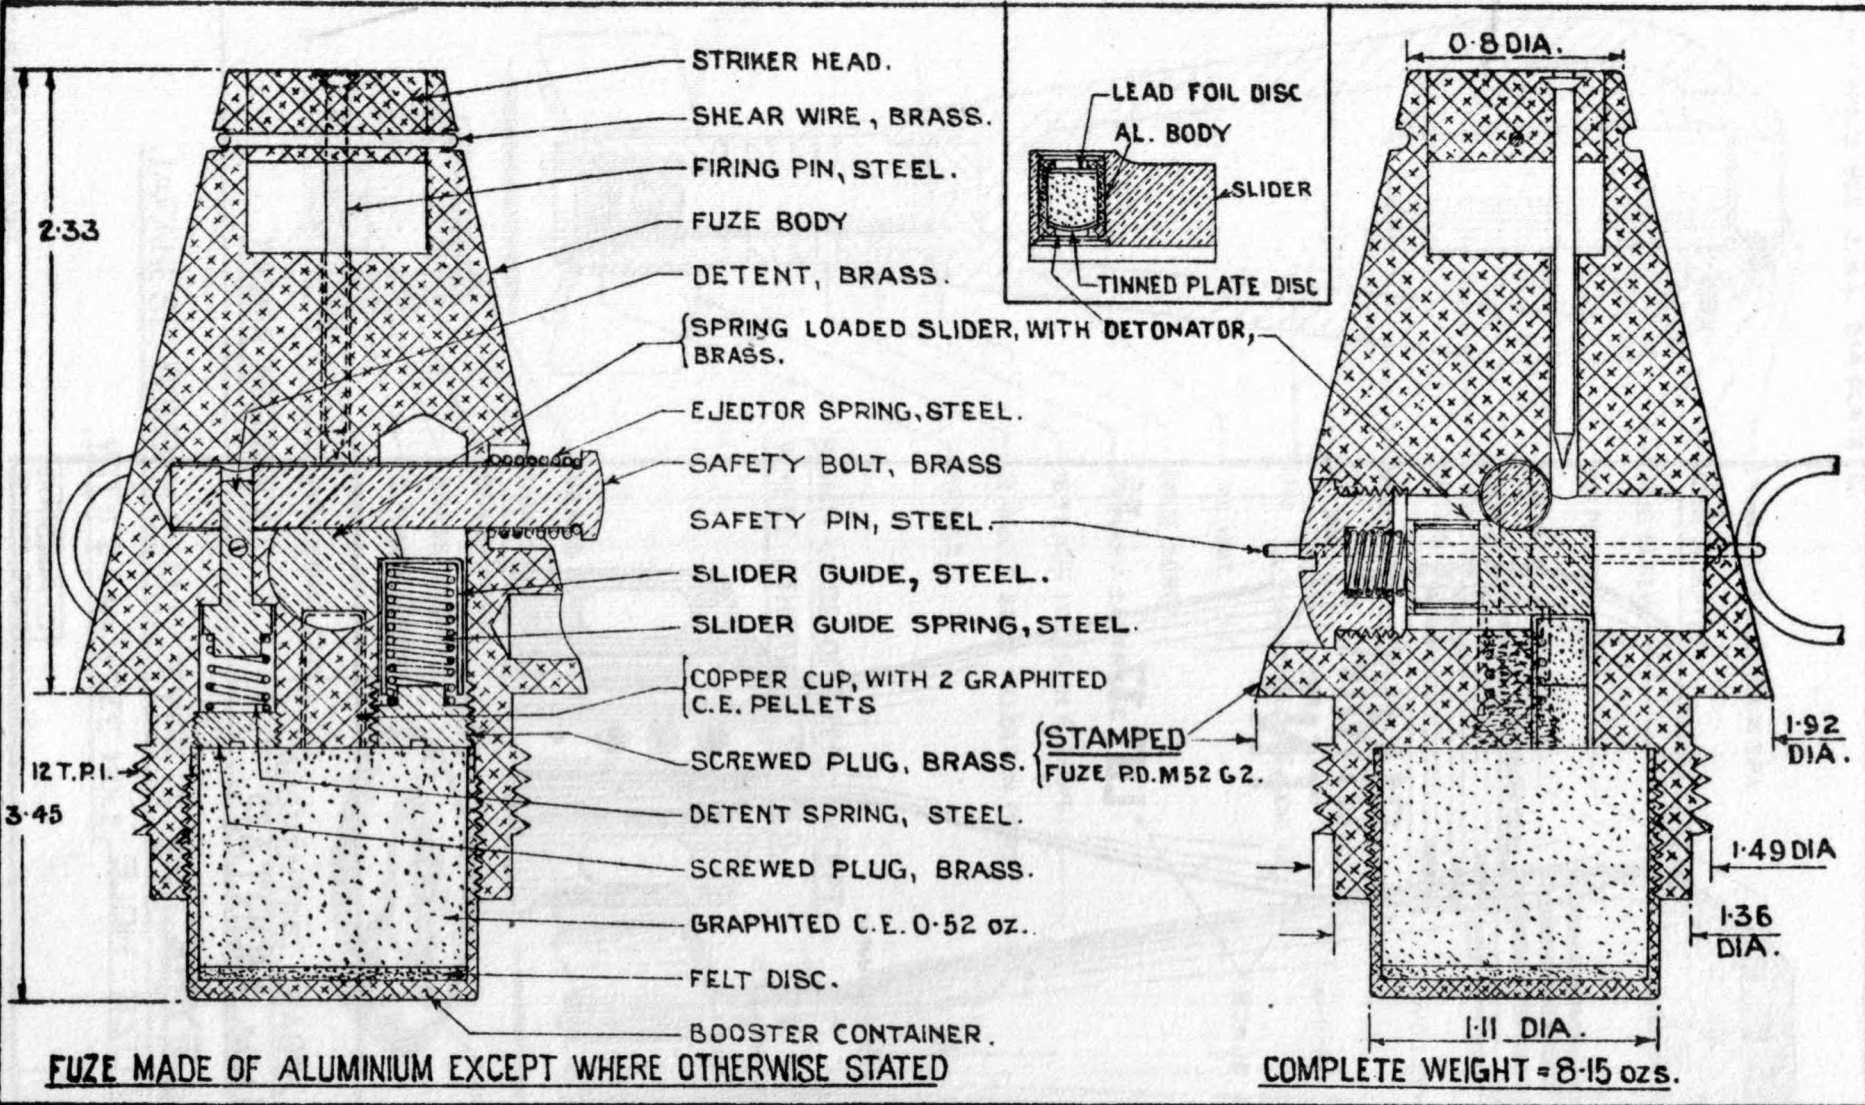 STRIKER HEAD.
SHEAR WIRE, BRASS.
FIRING PIN, STEEL.
FUZE BODY
DETENT, BRASS.
SPRING LOADED SLIDER, WITH DETONATOR,
BRASS.
EJECTOR SPRING, STEEL.
SAFETY BOLT, BRASS
SAFETY PIN, STEEL.
SLIDER GUIDE, STEEL.
SLIDER GUIDE SPRING, STEEL.
COPPER CUP, WITH 2 GRAPHITED
C.E. PELLETS
SCREWED PLUG, BRASS.
DETENT SPRING, STEEL.
SCREWED PLUG, BRASS.
GRAPHITED C.E. 0·52 oz.
FELT DISC.
BOOSTER CONTAINER.
2·33
12 T.P.I.
3·45
LEAD FOIL DISC
AL. BODY
SLIDER
TINNED PLATE DISC
STAMPED
FUZE P.D. M 52 G 2.
0·8 DIA.
1·92
DIA.
1·49 DIA
1·36
DIA.
1·11 DIA.
FUZE MADE OF ALUMINIUM EXCEPT WHERE OTHERWISE STATED
COMPLETE WEIGHT = 8·15 ozs.